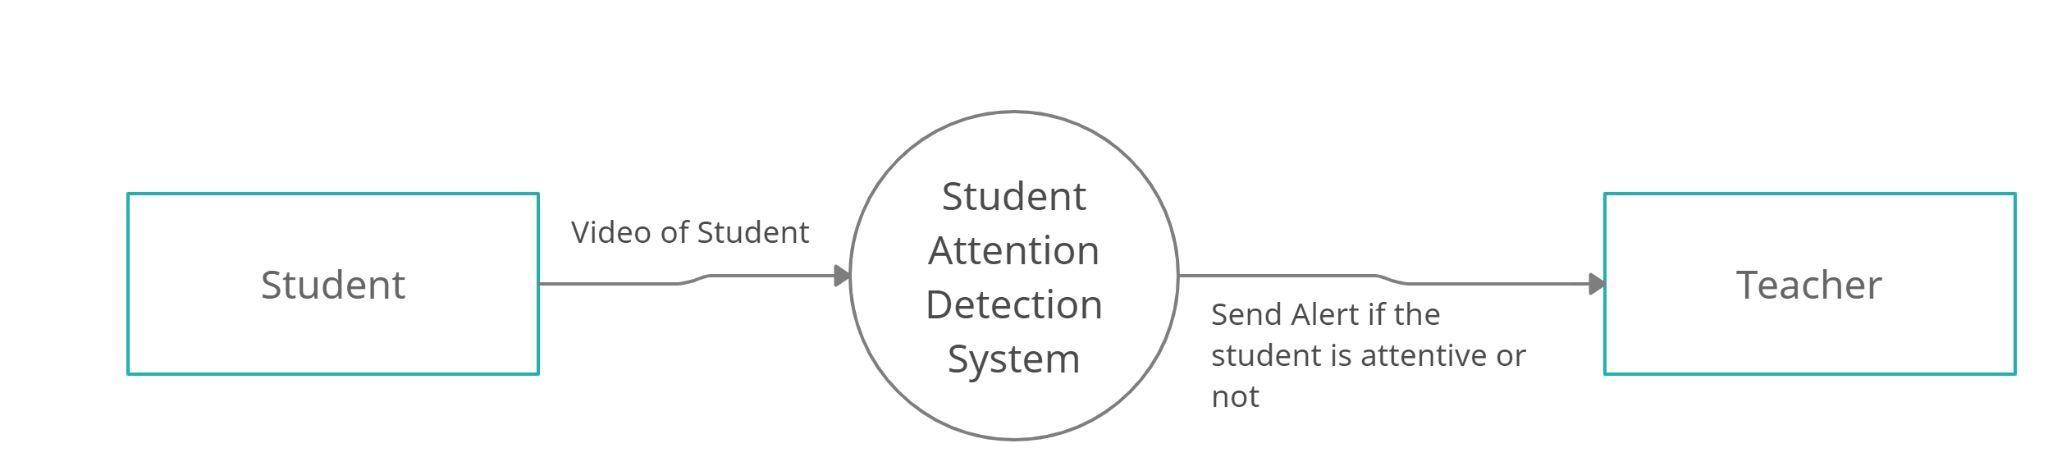 Student
Video of Student
Student
Attention
Detection
System
Send Alert if the
student is attentive or
not
Teacher